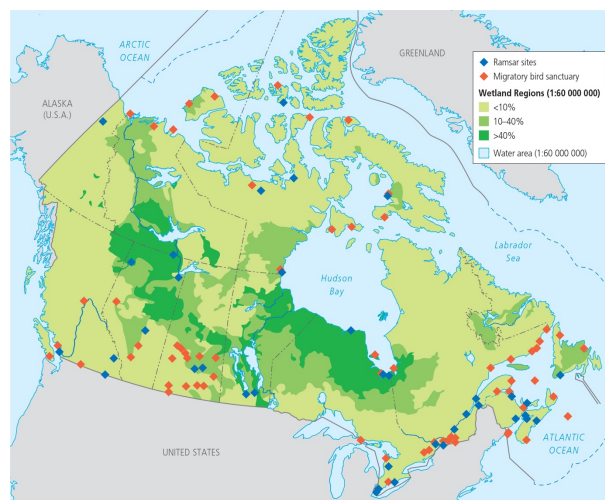 ARCTIC
OCEAN
GREENLAND
ALASKA
(U.S.A.)
Ramsar sites
Migratory bird sanctuary
Wetland Regions (1:60 000 000)
<10%
10–40%
>40%
Water area (1:60 000 000)
Labrador
Sea
Hudson
Bay
UNITED STATES
ATLANTIC
OCEAN